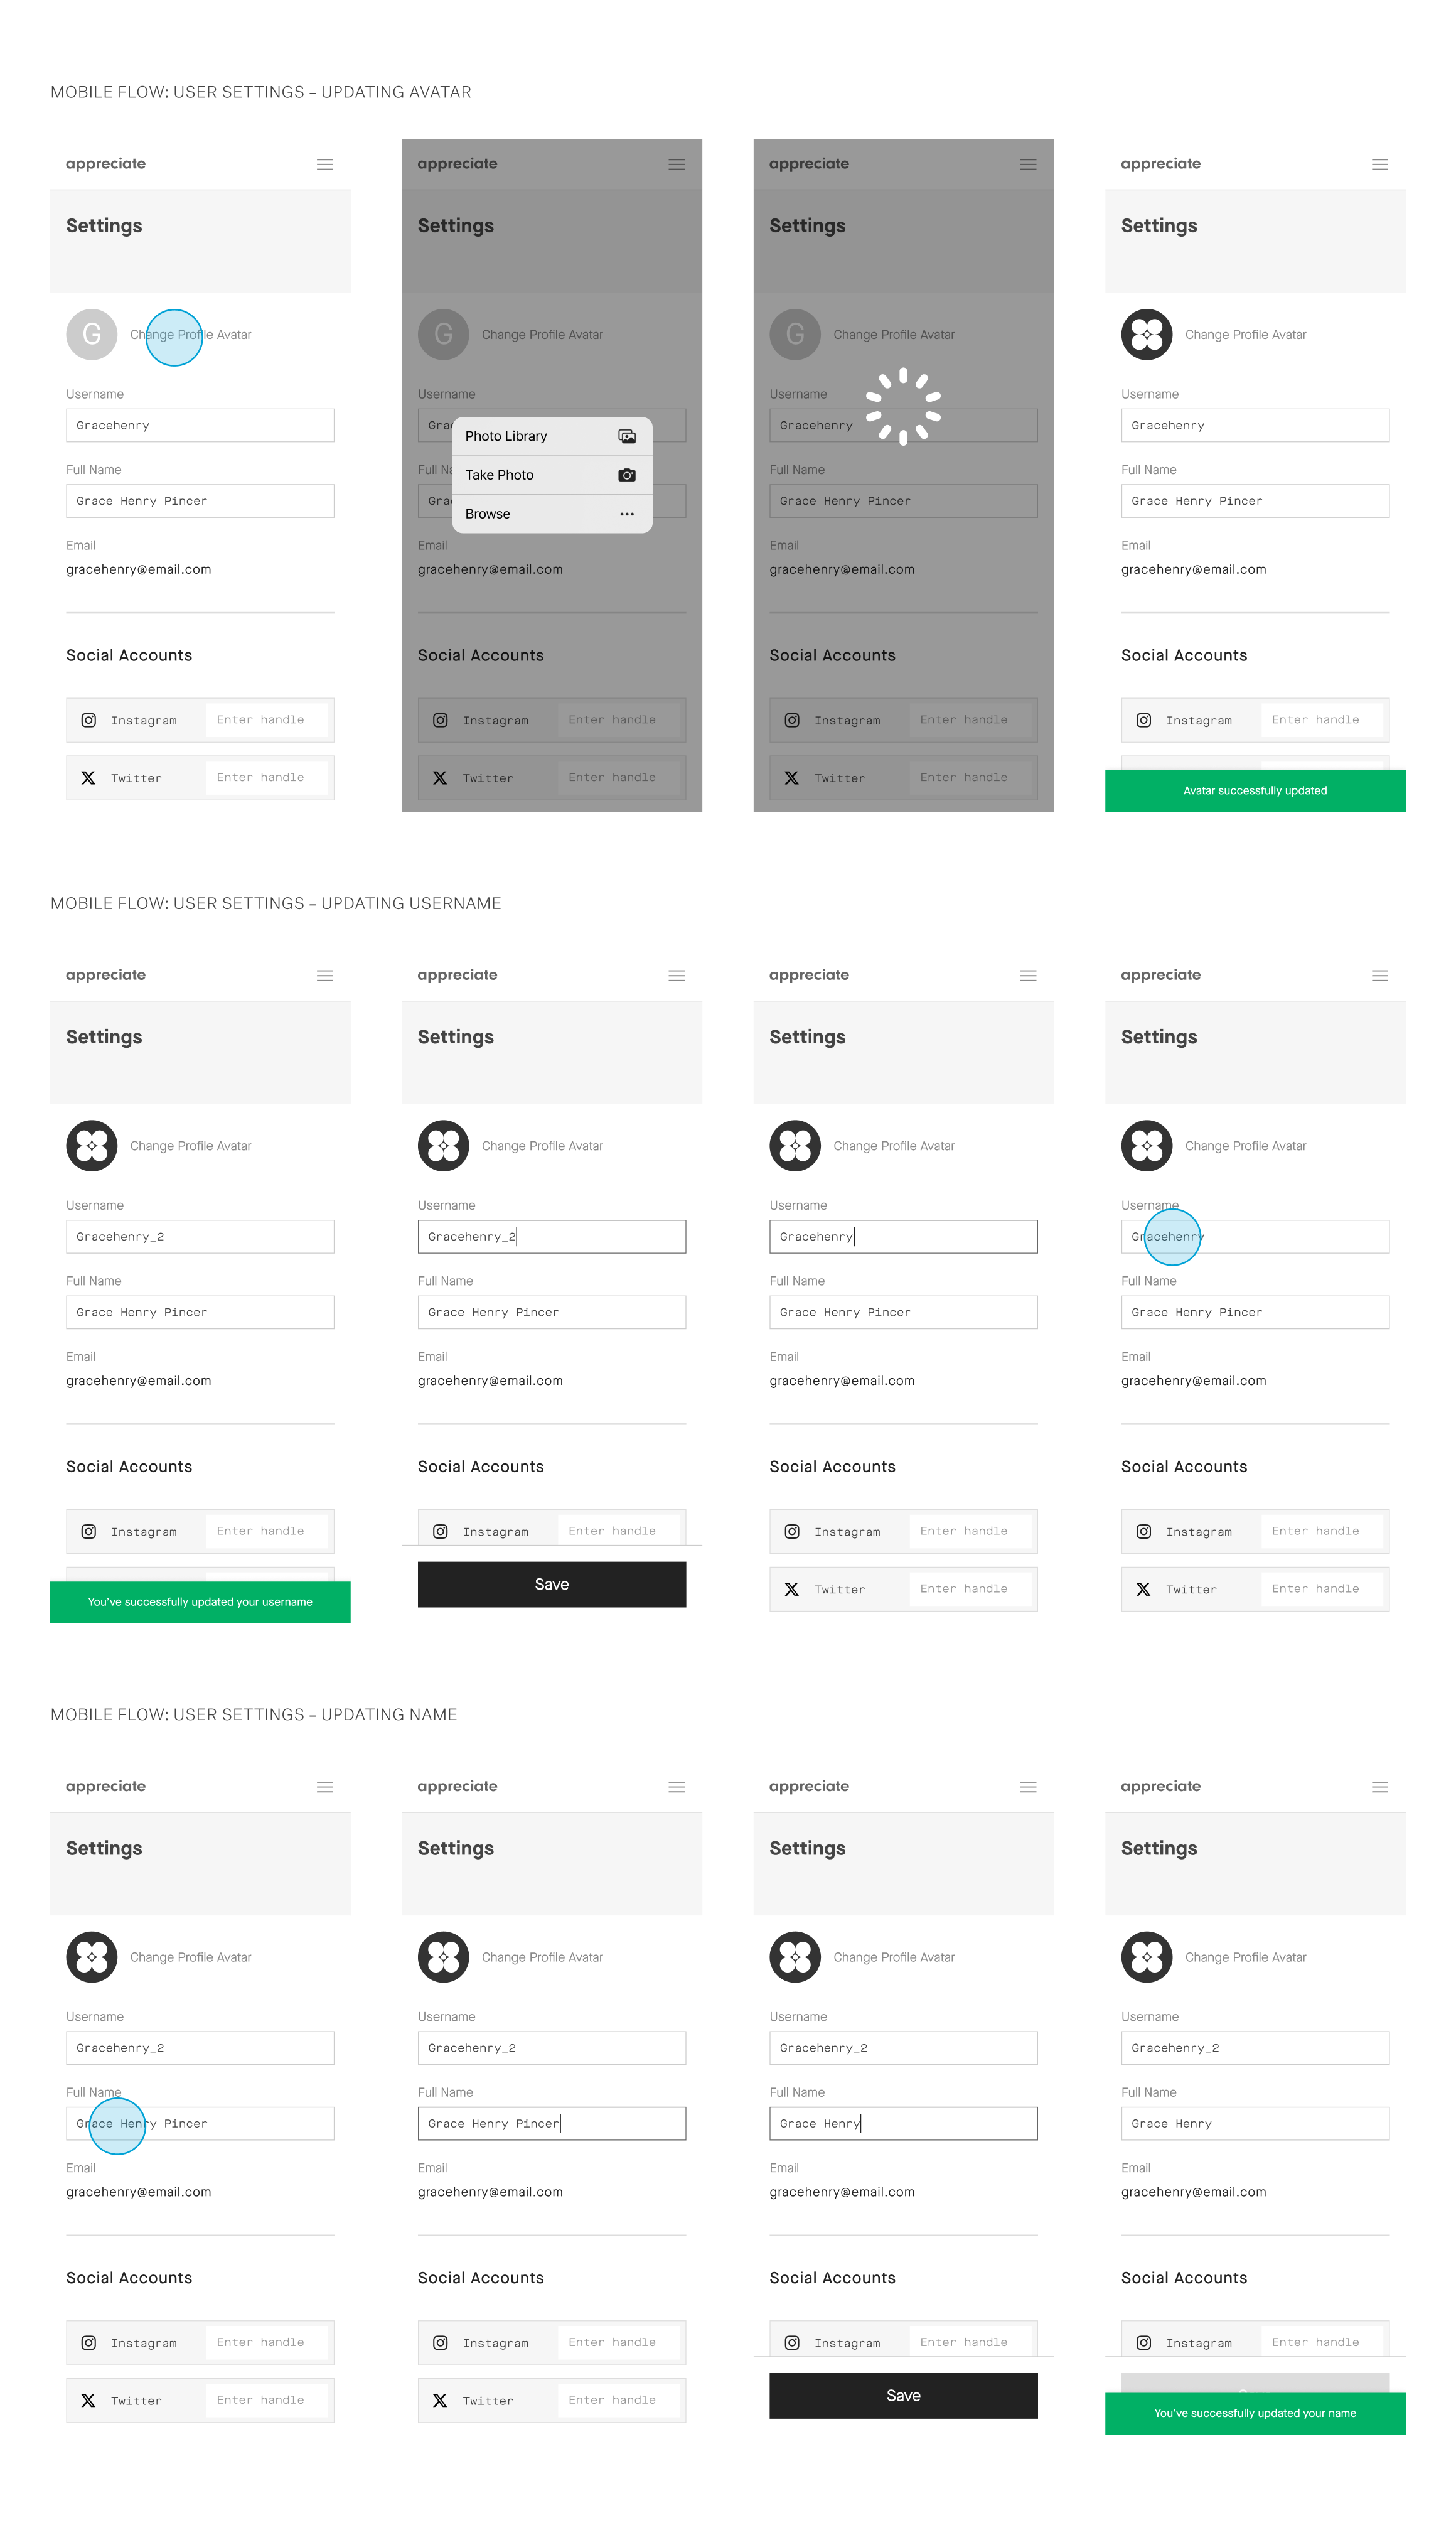 MOBILE FLOW: USER SETTINGS – UPDATING AVATAR
appreciate
Settings
G
Change Profile Avatar
Username
Gracehenry
Full Name
Grace Henry Pincer
Email
gracehenry@email.com
Social Accounts
Instagram Enter handle
Twitter Enter handle
appreciate
Settings
G
Change Profile Avatar
Username
Grac
Photo Library
Full Na
Take Photo
Grac
Browse
Email
gracehenry@email.com
Social Accounts
Instagram Enter handle
Twitter Enter handle
appreciate
Settings
G
Change Profile Avatar
Username
Gracehenry
Full Name
Grace Henry Pincer
Email
gracehenry@email.com
Social Accounts
Instagram Enter handle
Twitter Enter handle
appreciate
Settings
Change Profile Avatar
Username
Gracehenry
Full Name
Grace Henry Pincer
Email
gracehenry@email.com
Social Accounts
Instagram Enter handle
Avatar successfully updated
MOBILE FLOW: USER SETTINGS – UPDATING USERNAME
appreciate
Settings
Change Profile Avatar
Username
Gracehenry_2
Full Name
Grace Henry Pincer
Email
gracehenry@email.com
Social Accounts
Instagram Enter handle
You've successfully updated your username
appreciate
Settings
Change Profile Avatar
Username
Gracehenry_2
Full Name
Grace Henry Pincer
Email
gracehenry@email.com
Social Accounts
Instagram Enter handle
Save
appreciate
Settings
Change Profile Avatar
Username
Gracehenry
Full Name
Grace Henry Pincer
Email
gracehenry@email.com
Social Accounts
Instagram Enter handle
Twitter Enter handle
appreciate
Settings
Change Profile Avatar
Username
Gracehenry
Full Name
Grace Henry Pincer
Email
gracehenry@email.com
Social Accounts
Instagram Enter handle
Twitter Enter handle
MOBILE FLOW: USER SETTINGS – UPDATING NAME
appreciate
Settings
Change Profile Avatar
Username
Gracehenry_2
Full Name
Grace Henry Pincer
Email
gracehenry@email.com
Social Accounts
Instagram Enter handle
Twitter Enter handle
appreciate
Settings
Change Profile Avatar
Username
Gracehenry_2
Full Name
Grace Henry Pincer
Email
gracehenry@email.com
Social Accounts
Instagram Enter handle
Twitter Enter handle
appreciate
Settings
Change Profile Avatar
Username
Gracehenry_2
Full Name
Grace Henry
Email
gracehenry@email.com
Social Accounts
Instagram Enter handle
Save
appreciate
Settings
Change Profile Avatar
Username
Gracehenry_2
Full Name
Grace Henry
Email
gracehenry@email.com
Social Accounts
Instagram Enter handle
You've successfully updated your name